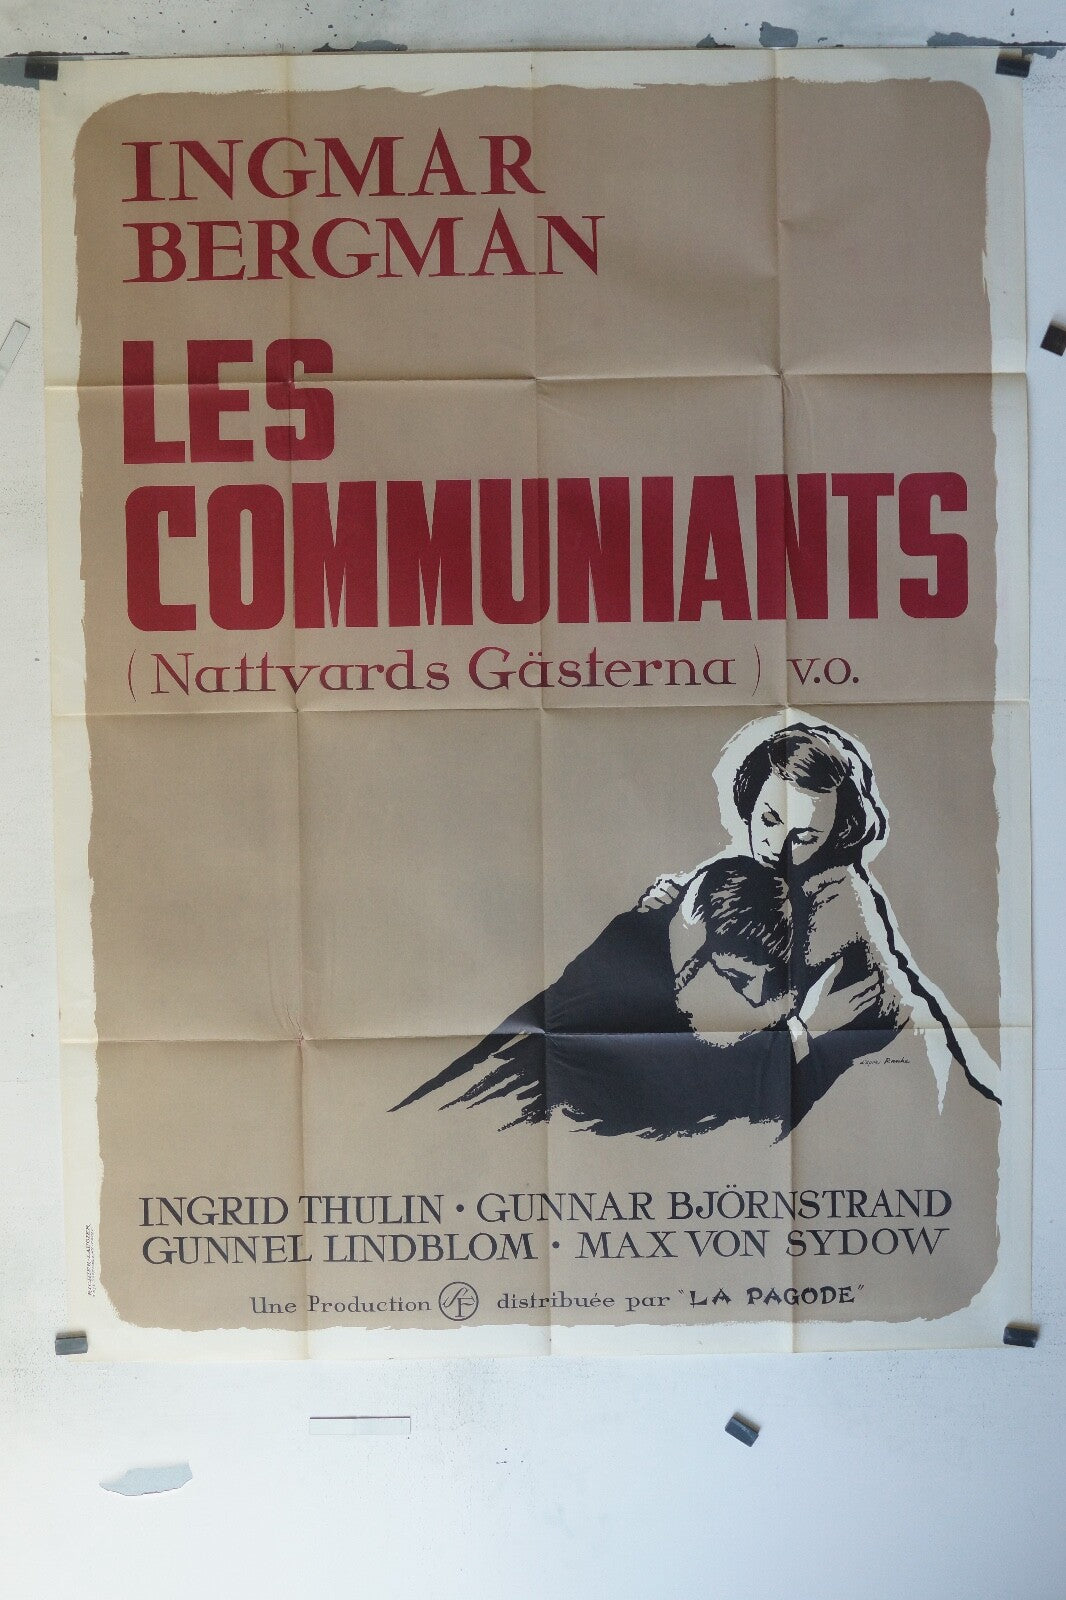 INGMAR
BERGMAN
LES
COMMUNIANTS
(Nattvards Gästerna) v.o.
INGRID THULIN • GUNNAR BJÖRNSTRAND
GUNNEL LINDBLOM • MAX VON SYDOW
Une Production SF distribuée par "LA PAGODE"